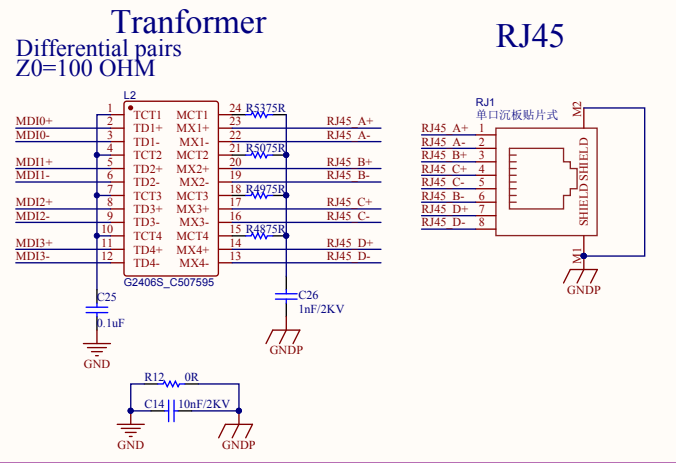 Tranformer
Differential pairs
Z0=100 OHM
RJ45
L2
1 TCT1 MCT1 24 R5375R
MDI0+ 2 TD1+ MX1+ 23 RJ45 A+
MDI0- 3 TD1- MX1- 22 RJ45 A-
4 TCT2 MCT2 21 R5075R
MDI1+ 5 TD2+ MX2+ 20 RJ45 B+
MDI1- 6 TD2- MX2- 19 RJ45 B-
7 TCT3 MCT3 18 R4975R
MDI2+ 8 TD3+ MX3+ 17 RJ45 C+
MDI2- 9 TD3- MX3- 16 RJ45 C-
10 TCT4 MCT4 15 R4875R
MDI3+ 11 TD4+ MX4+ 14 RJ45 D+
MDI3- 12 TD4- MX4- 13 RJ45 D-
G2406S_C507595
C25
0.1uF
GND
C26
1nF/2KV
GNDP
R12 0R
C14 10nF/2KV
GND
GNDP
RJ1
单口沉板贴片式
RJ45 A+ 1
RJ45 A- 2
RJ45 B+ 3
RJ45 C+ 4
RJ45 C- 5
RJ45 B- 6
RJ45 D+ 7
RJ45 D- 8
M2
SHIELD SHIELD
M1
GNDP